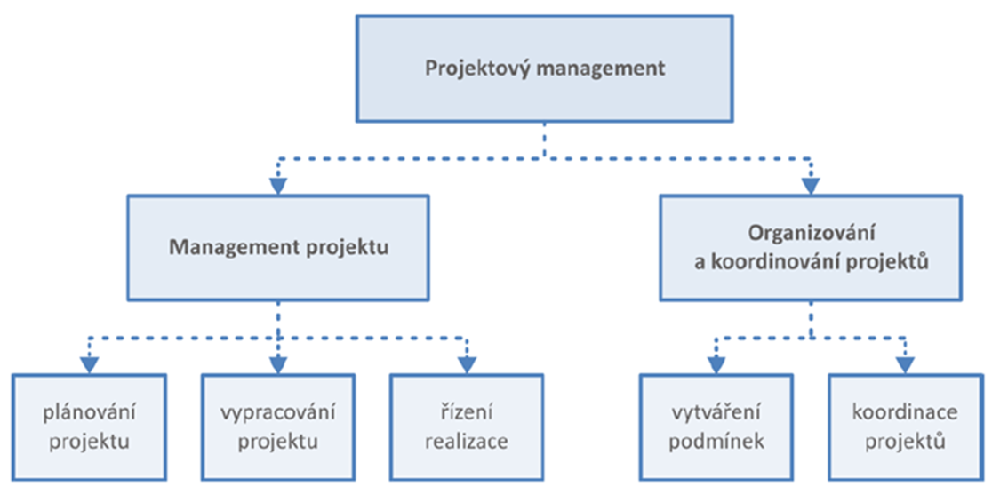 Projektový management
Management projektu
Organizování
a koordinování projektů
plánování
projektu
vypracování
projektu
řízení
realizace
vytváření
podmínek
koordinace
projektů